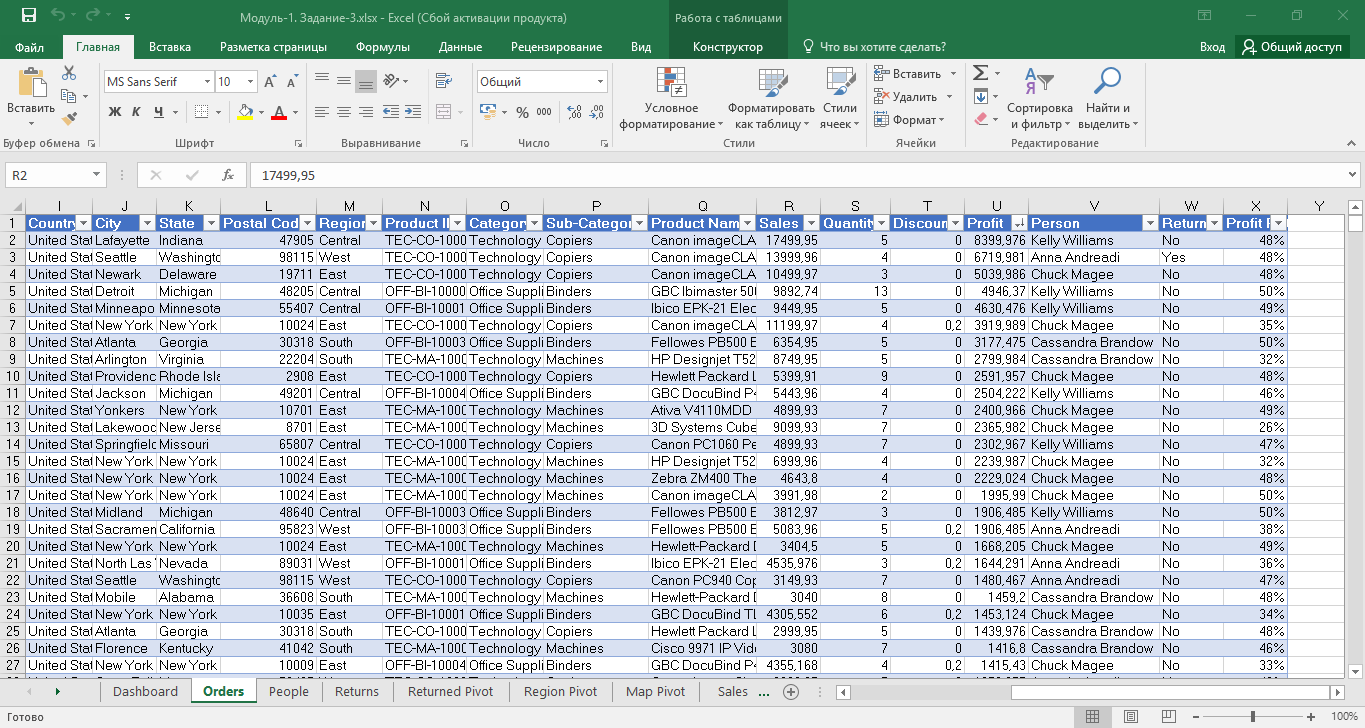 Модуль-1. Задание-3.xlsx - Excel (Сбой активации продукта)
Работа с таблицами
Файл Главная Вставка Разметка страницы Формулы Данные Рецензирование Вид Конструктор Что вы хотите сделать? Вход Общий доступ
MS Sans Serif 10 Общий
Вставить Ж К Ч А % 000
Условное форматирование Форматировать как таблицу Стили ячеек
Вставить Удалить Формат
Сортировка и фильтр Найти и выделить
Буфер обмена Шрифт Выравнивание Число Стили Ячейки Редактирование
R2 fx 17499,95
I J K L M N O P Q R S T U V W X Y
1 Country City State Postal Cod Region Product I Category Sub-Categor Product Nam Sales Quantity Discoun Profit Person Return Profit
2 United Stat Lafayette Indiana 47905 Central TEC-CO-1000 Technology Copiers Canon imageCLA 17499,95 5 0 8399,976 Kelly Williams No 48%
3 United Stat Seattle Washingto 98115 West TEC-CO-1000 Technology Copiers Canon imageCLA 13999,96 4 0 6719,981 Anna Andreadi Yes 48%
4 United Stat Newark Delaware 19711 East TEC-CO-1000 Technology Copiers Canon imageCLA 10499,97 3 0 5039,986 Chuck Magee No 48%
5 United Stat Detroit Michigan 48205 Central OFF-BI-10000 Office Suppli Binders GBC Ibimaster 500 9892,74 13 0 4946,37 Kelly Williams No 50%
6 United Stat Minneapo Minnesota 55407 Central OFF-BI-10001 Office Suppli Binders Ibico EPK-21 Elec 9449,95 5 0 4630,476 Kelly Williams No 49%
7 United Stat New York New York 10024 East TEC-CO-1000 Technology Copiers Canon imageCLA 11199,97 4 0,2 3919,989 Chuck Magee No 35%
8 United Stat Atlanta Georgia 30318 South OFF-BI-10003 Office Suppli Binders Fellowes PB500 E 6354,95 5 0 3177,475 Cassandra Brandow No 50%
9 United Stat Arlington Virginia 22204 South TEC-MA-1000 Technology Machines HP Designjet T52 8749,95 5 0 2799,984 Cassandra Brandow No 32%
10 United Stat Providenc Rhode Isla 2908 East TEC-CO-1000 Technology Copiers Hewlett Packard L 5399,91 9 0 2591,957 Chuck Magee No 48%
11 United Stat Jackson Michigan 49201 Central OFF-BI-10004 Office Suppli Binders GBC DocuBind P4 5443,96 4 0 2504,222 Kelly Williams No 46%
12 United Stat Yonkers New York 10701 East TEC-MA-1000 Technology Machines Ativa V4110MDD 4899,93 7 0 2400,966 Chuck Magee No 49%
13 United Stat Lakewood New Jerse 8701 East TEC-MA-1000 Technology Machines 3D Systems Cube 9099,93 7 0 2365,982 Chuck Magee No 26%
14 United Stat Springfield Missouri 65807 Central TEC-CO-1000 Technology Copiers Canon PC1060 Pe 4899,93 7 0 2302,967 Kelly Williams No 47%
15 United Stat New York New York 10024 East TEC-MA-1000 Technology Machines HP Designjet T52 6999,96 4 0 2239,987 Chuck Magee No 32%
16 United Stat New York New York 10024 East TEC-MA-1000 Technology Machines Zebra ZM400 The 4643,8 4 0 2229,024 Chuck Magee No 48%
17 United Stat New York New York 10024 East TEC-CO-1000 Technology Copiers Canon imageCLA 3991,98 2 0 1995,99 Chuck Magee No 50%
18 United Stat Midland Michigan 48640 Central OFF-BI-10003 Office Suppli Binders Fellowes PB500 E 3812,97 3 0 1906,485 Kelly Williams No 50%
19 United Stat Sacramen California 95823 West OFF-BI-10003 Office Suppli Binders Fellowes PB500 E 5083,96 5 0,2 1906,485 Anna Andreadi No 38%
20 United Stat New York New York 10024 East TEC-MA-1000 Technology Machines Hewlett-Packard D 3404,5 5 0 1668,205 Chuck Magee No 49%
21 United Stat North Las Nevada 89031 West OFF-BI-10001 Office Suppli Binders Ibico EPK-21 Elec 4535,976 3 0,2 1644,291 Anna Andreadi No 36%
22 United Stat Seattle Washingto 98115 West TEC-CO-1000 Technology Copiers Canon PC940 Cop 3149,93 7 0 1480,467 Anna Andreadi No 47%
23 United Stat Mobile Alabama 36608 South TEC-MA-1000 Technology Machines Hewlett-Packard D 3040 8 0 1459,2 Cassandra Brandow No 48%
24 United Stat New York New York 10035 East OFF-BI-10001 Office Suppli Binders GBC DocuBind TL 4305,552 6 0,2 1453,124 Chuck Magee No 34%
25 United Stat Atlanta Georgia 30318 South TEC-CO-1000 Technology Copiers Hewlett Packard L 2999,95 5 0 1439,976 Cassandra Brandow No 48%
26 United Stat Florence Kentucky 41042 South TEC-MA-1000 Technology Machines Cisco 9971 IP Vide 3080 7 0 1416,8 Cassandra Brandow No 46%
27 United Stat New York New York 10009 East OFF-BI-10004 Office Suppli Binders GBC DocuBind P4 4355,168 4 0,2 1415,43 Chuck Magee No 33%
Dashboard Orders People Returns Returned Pivot Region Pivot Map Pivot Sales ...
Готово 100%